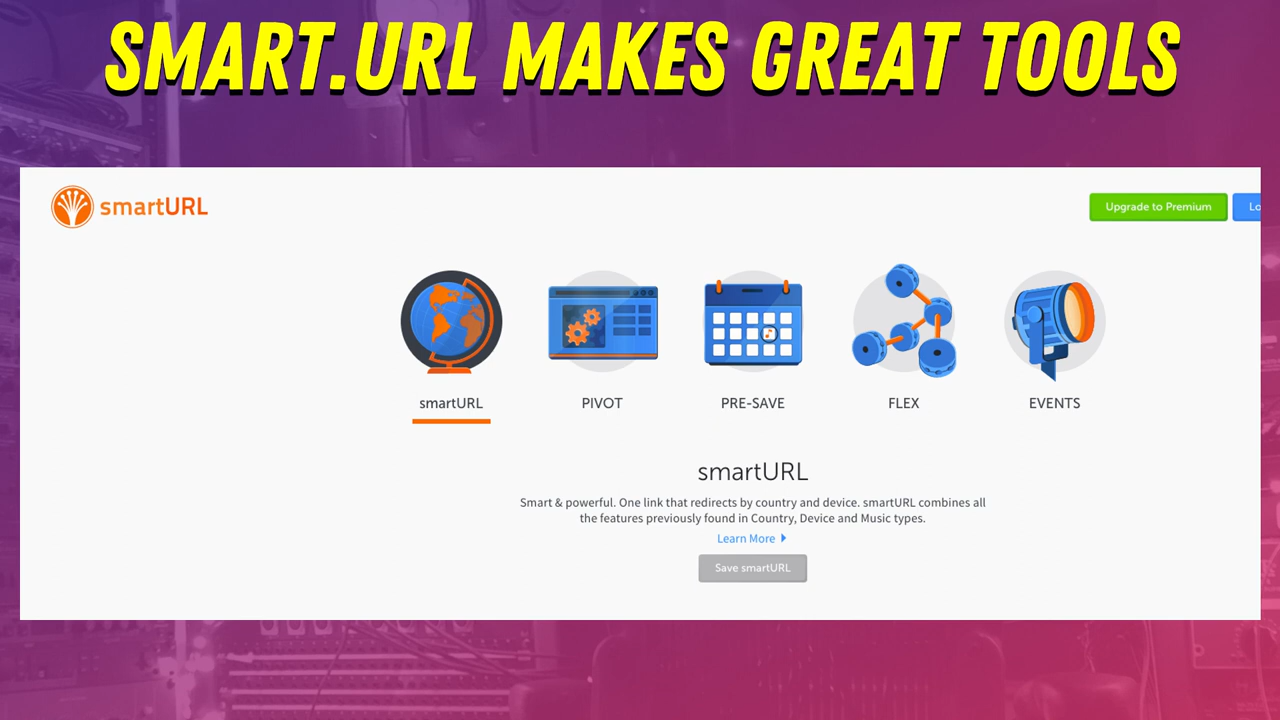 SMART.URL MAKES GREAT TOOLS
smartURL
Upgrade to Premium
Lo
smartURL
PIVOT
PRE-SAVE
FLEX
EVENTS
smartURL
Smart & powerful. One link that redirects by country and device. smartURL combines all
the features previously found in Country, Device and Music types.
Learn More
Save smartURL